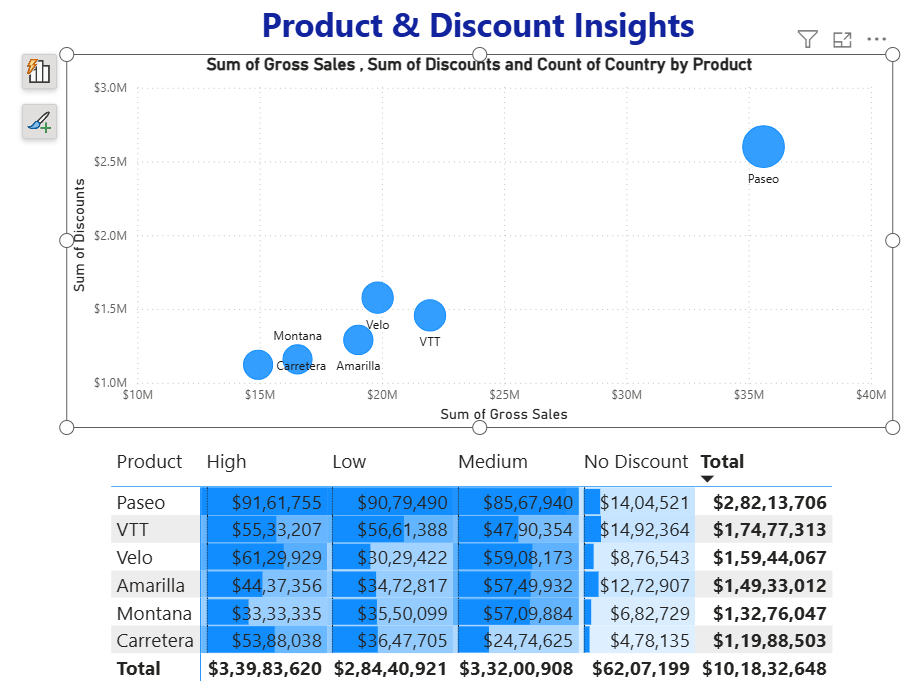 Product & Discount Insights
Sum of Gross Sales , Sum of Discounts and Count of Country by Product
$3.0M
$2.5M
$2.0M
$1.5M
$1.0M
Sum of Discounts
Paseo
Velo
VTT
Montana
Carretera
Amarilla
$10M $15M $20M $25M $30M $35M $40M
Sum of Gross Sales
Product High Low Medium No Discount Total
Paseo $91,61,755 $90,79,490 $85,67,940 $14,04,521 $2,82,13,706
VTT $55,33,207 $56,61,388 $47,90,354 $14,92,364 $1,74,77,313
Velo $61,29,929 $30,29,422 $59,08,173 $8,76,543 $1,59,44,067
Amarilla $44,37,356 $34,72,817 $57,49,932 $12,72,907 $1,49,33,012
Montana $33,33,335 $35,50,099 $57,09,884 $6,82,729 $1,32,76,047
Carretera $53,88,038 $36,47,705 $24,74,625 $4,78,135 $1,19,88,503
Total $3,39,83,620 $2,84,40,921 $3,32,00,908 $62,07,199 $10,18,32,648